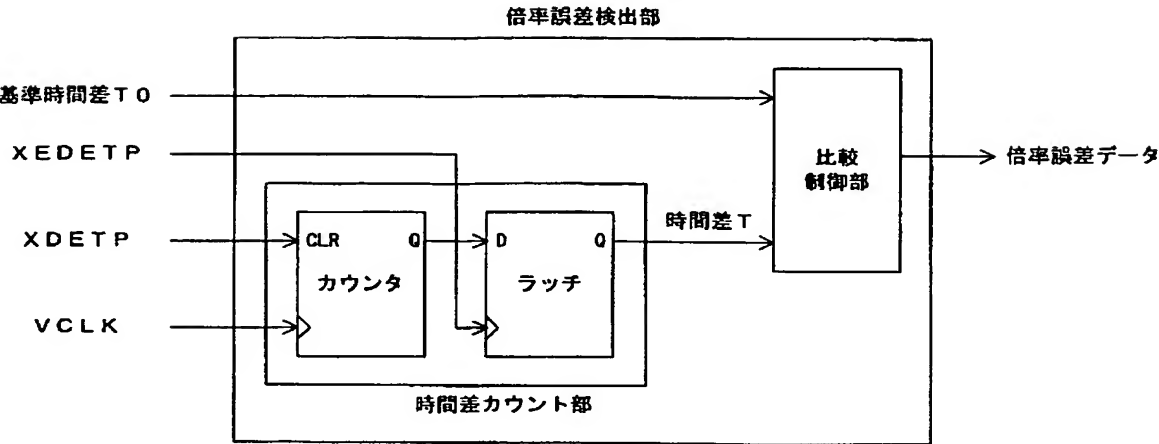 倍率誤差検出部
基準時間差T0
XEDETP
XDETP
VCLK
CLR
Q
カウンタ
D
Q
ラッチ
時間差T
比較
制御部
倍率誤差データ
時間差カウント部